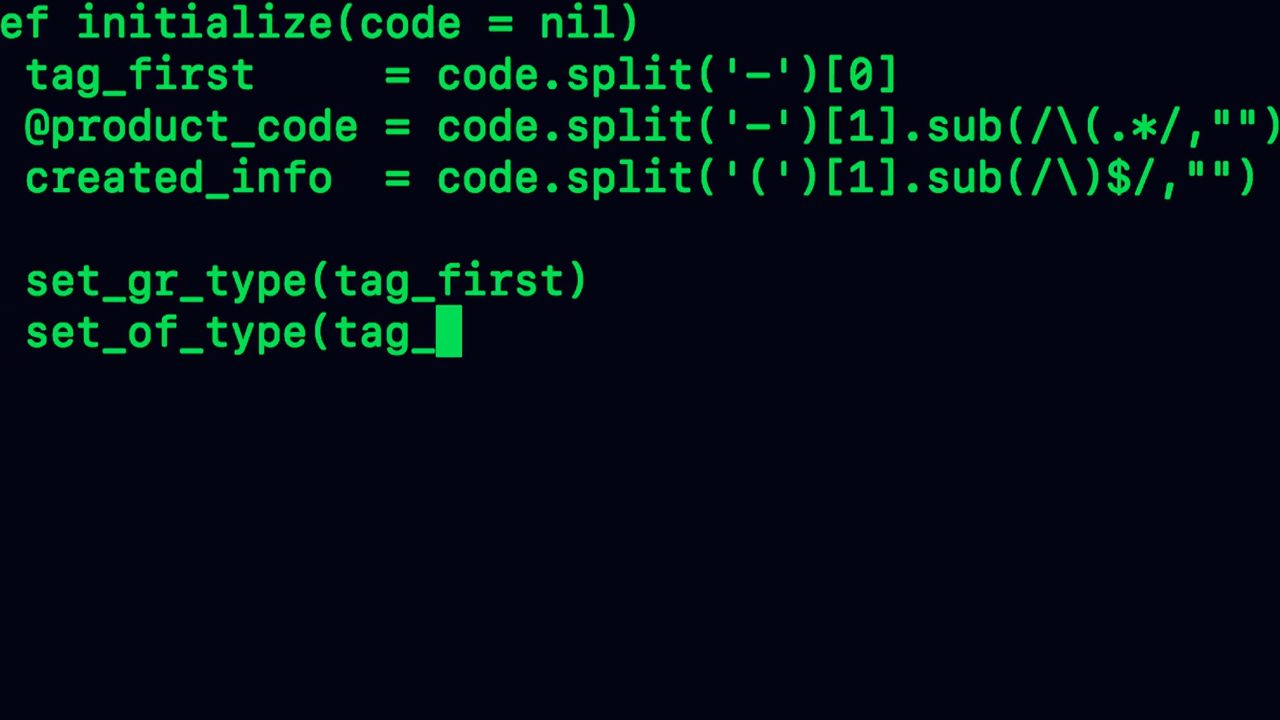 ef initialize(code = nil)
tag_first = code.split('-')[0]
@product_code = code.split('-')[1].sub(/\(.*/,"")
created_info = code.split('(')[1].sub(/\)$/,"")
set_gr_type(tag_first)
set_of_type(tag_